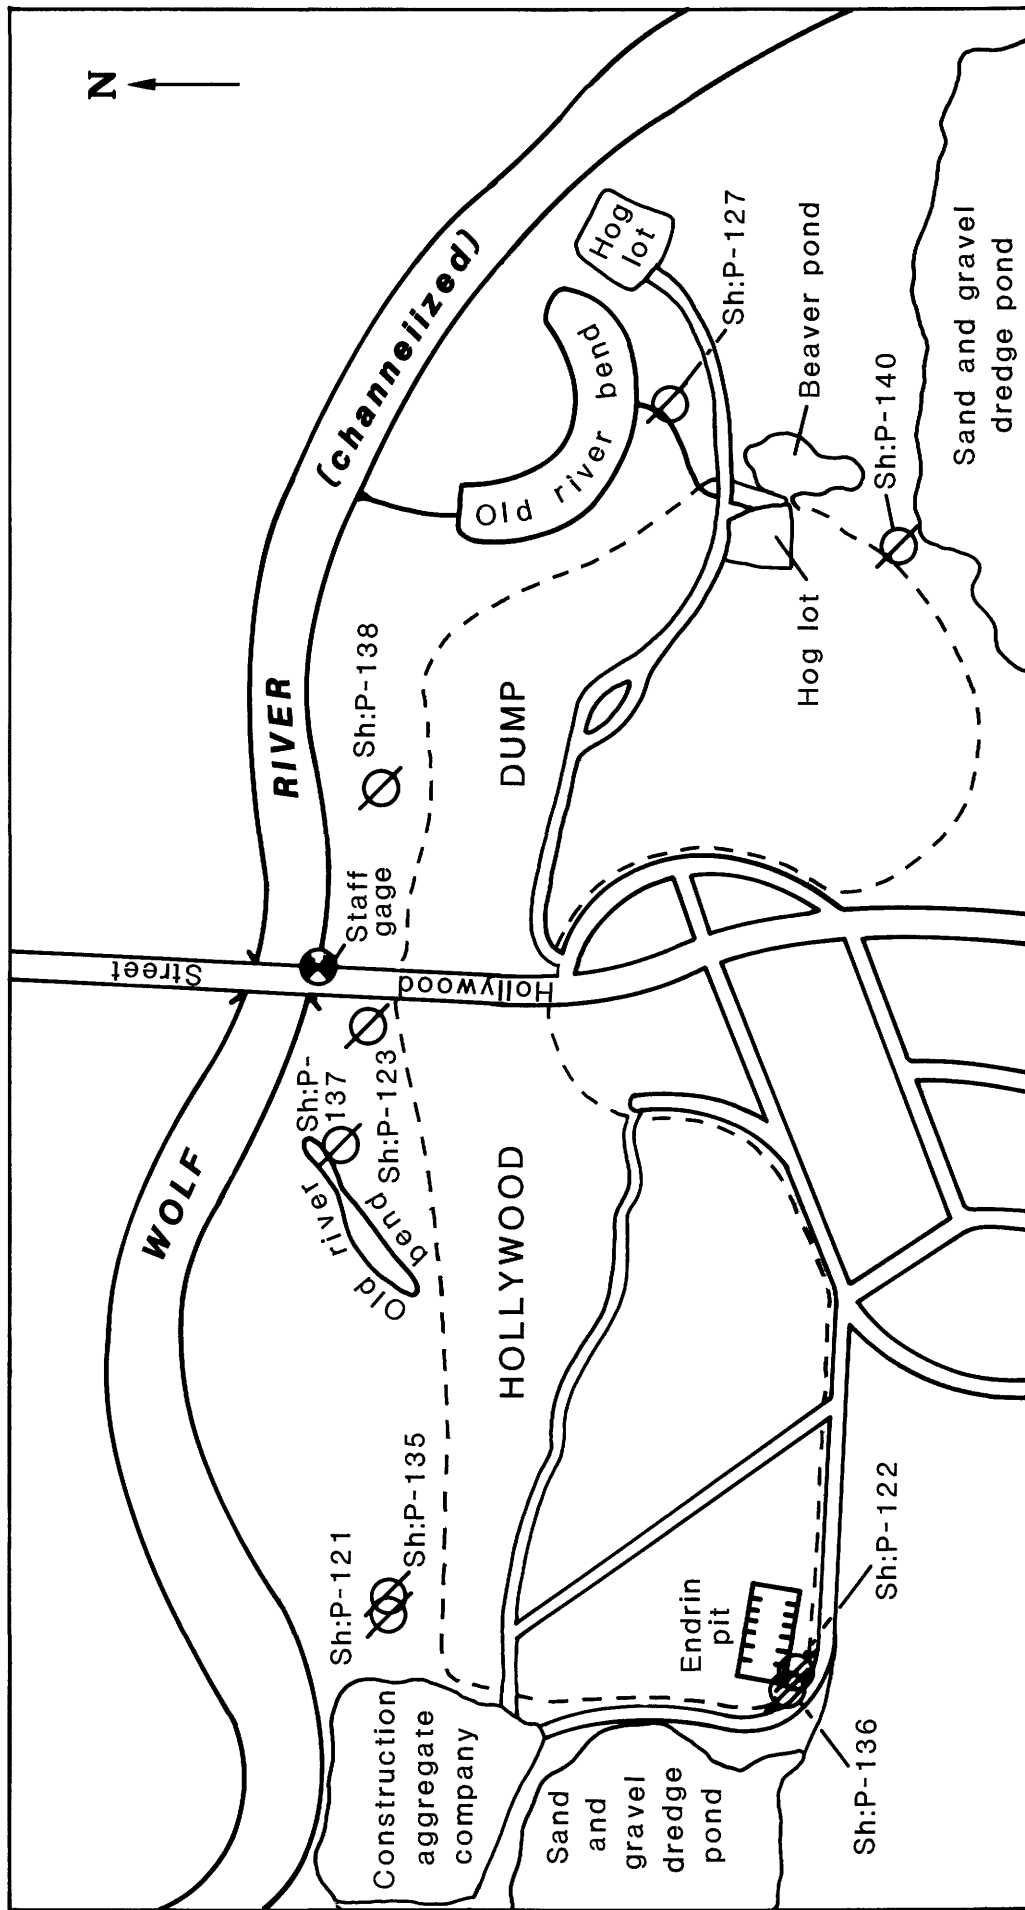 N
WOLF
RIVER
(channelized)
Street
Hollywood
Staff
gage
Sh:P-138
Sh:P-
137
Sh:P-123
Old
river
bend
Sh:P-121
Sh:P-135
Construction
aggregate
company
Sand
and
gravel
dredge
pond
HOLLYWOOD
DUMP
Old river bend
Hog
lot
Sh:P-127
Beaver pond
Hog lot
Sh:P-140
Sand and gravel
dredge pond
Endrin
pit
Sh:P-122
Sh:P-136